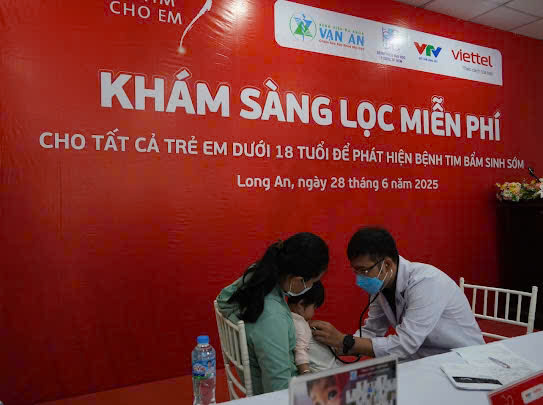 TIM
CHO EM
VẠN AN
VTV
viettel
KHÁM SÀNG LỌC MIỄN PHÍ
CHO TẤT CẢ TRẺ EM DƯỚI 18 TUỔI ĐỂ PHÁT HIỆN BỆNH TIM BẨM SINH SỚM
Long An, ngày 28 tháng 6 năm 2025